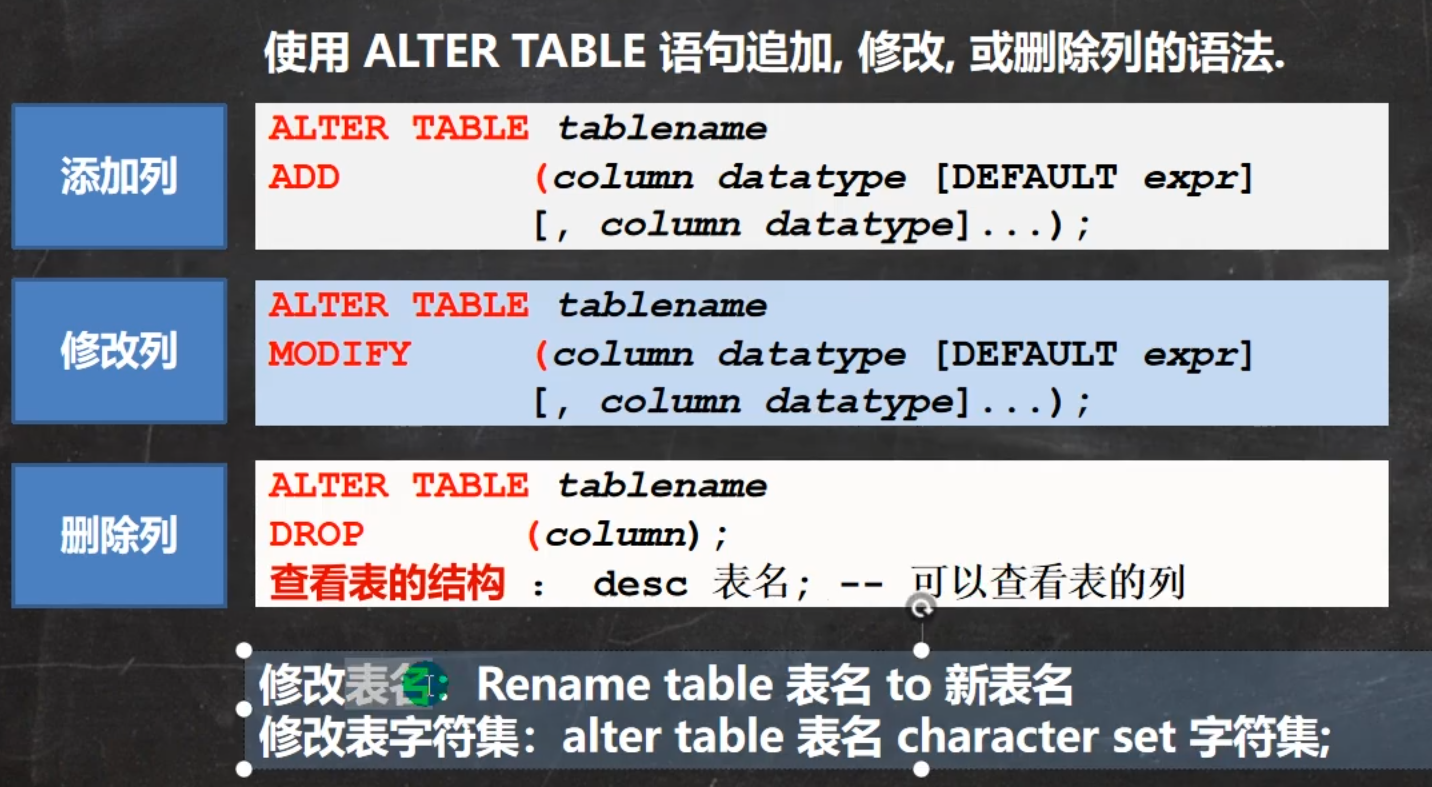 使用 ALTER TABLE 语句追加, 修改, 或删除列的语法.
添加列
ALTER TABLE tablename
ADD (column datatype [DEFAULT expr]
[, column datatype]...);
修改列
ALTER TABLE tablename
MODIFY (column datatype [DEFAULT expr]
[, column datatype]...);
删除列
ALTER TABLE tablename
DROP (column);
查看表的结构 ： desc 表名; -- 可以查看表的列
修改表名：Rename table 表名 to 新表名
修改表字符集：alter table 表名 character set 字符集;